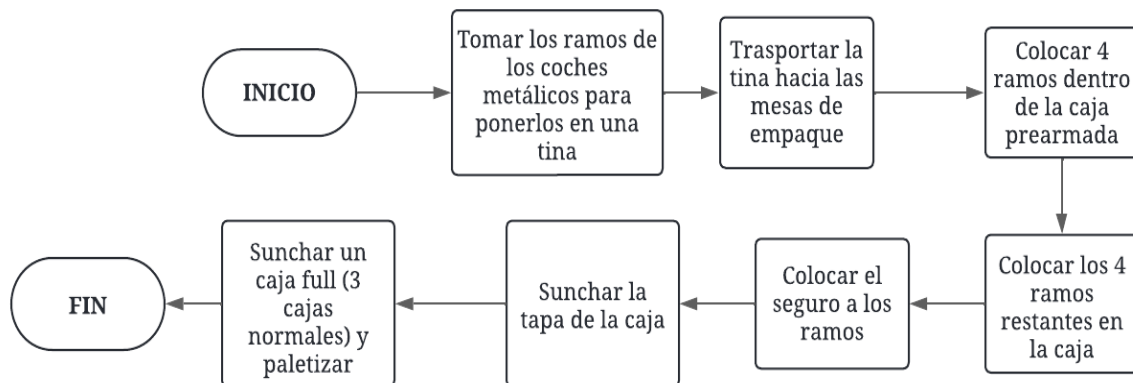 INICIO
Tomar los ramos de
los coches
metálicos para
ponerlos en una
tina
Trasportar la
tina hacia las
mesas de
empaque
Colocar 4
ramos dentro
de la caja
prearmada
Colocar los 4
ramos
restantes en
la caja
Colocar el
seguro a los
ramos
Sunchar la
tapa de la caja
Sunchar un
caja full (3
cajas
normales) y
paletizar
FIN